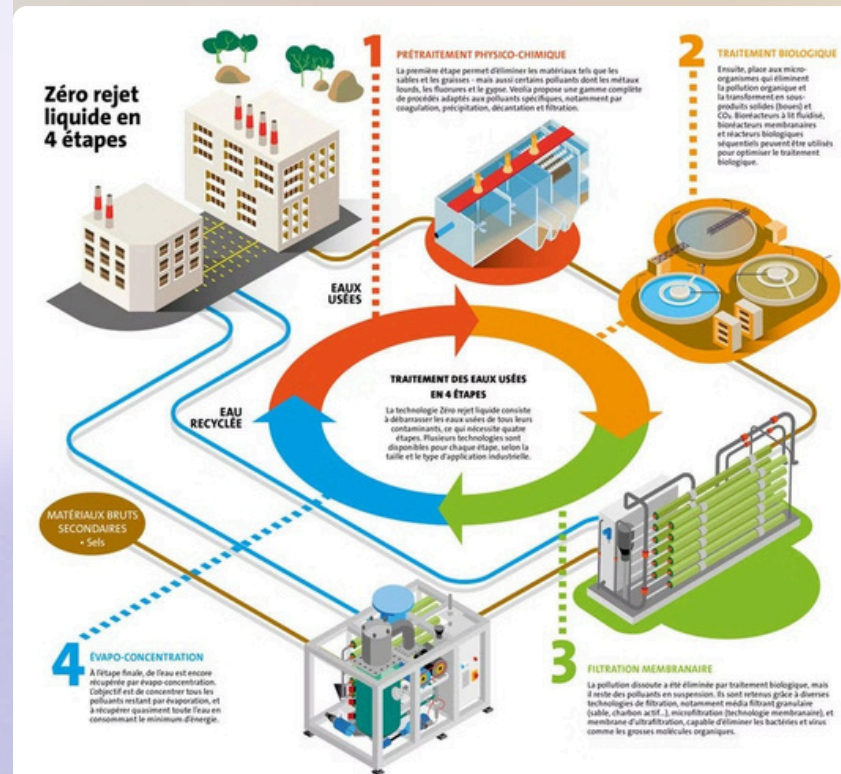 Zéro rejet
liquide en
4 étapes
1
PRÉTRAITEMENT PHYSICO-CHIMIQUE
La première étape permet d'éliminer les matériaux tels que les
sables et les graisses - mais aussi certains polluants dont les métaux
lourds, les fluorures et le gypse. Veolia propose une gamme complète
de procédés adaptés aux polluants spécifiques, notamment par
coagulation, précipitation, décantation et filtration.
2
TRAITEMENT BIOLOGIQUE
Ensuite, place aux micro-
organismes qui éliminent
la pollution organique et
la transforment en sous-
produits solides (boues) et
CO₂. Bioréacteurs à lit fluidisé,
bioréacteurs membranaires
et réacteurs biologiques
séquentiels peuvent être utilisés
pour optimiser le traitement
biologique.
EAUX
USÉES
TRAITEMENT DES EAUX USÉES
EN 4 ÉTAPES
La technologie Zéro rejet liquide consiste
à débarrasser les eaux usées de tous leurs
contaminants, ce qui nécessite quatre
étapes. Plusieurs technologies sont
disponibles pour chaque étape, selon la
taille et le type d'application industrielle.
EAU
RECYCLÉE
MATÉRIAUX BRUTS
SECONDAIRES
• Sels
4
ÉVAPO-CONCENTRATION
À l'étape finale, de l'eau est encore
récupérée par évapo-concentration.
L'objectif est de concentrer tous les
polluants restant par évaporation, et
à récupérer quasiment toute l'eau en
consommant le minimum d'énergie.
3
FILTRATION MEMBRANAIRE
La pollution dissoute a été éliminée par traitement biologique, mais
il reste des polluants en suspension. Ils sont retenus grâce à diverses
technologies de filtration, notamment média filtrant granulaire
(sable, charbon actif...), microfiltration (technologie membranaire), et
membrane d'ultrafiltration, capable d'éliminer les bactéries et virus
comme les grosses molécules organiques.